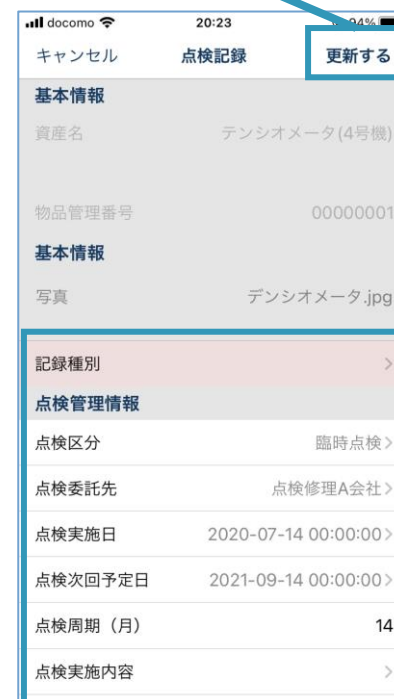 docomo 20:23 94%
キャンセル 点検記録 更新する
基本情報
資産名 テンシオメータ(4号機)
物品管理番号 00000001
基本情報
写真 デンシオメータ.jpg
記録種別 >
点検管理情報
点検区分 臨時点検 >
点検委託先 点検修理A会社 >
点検実施日 2020-07-14 00:00:00 >
点検次回予定日 2021-09-14 00:00:00 >
点検周期（月） 14
点検実施内容 >